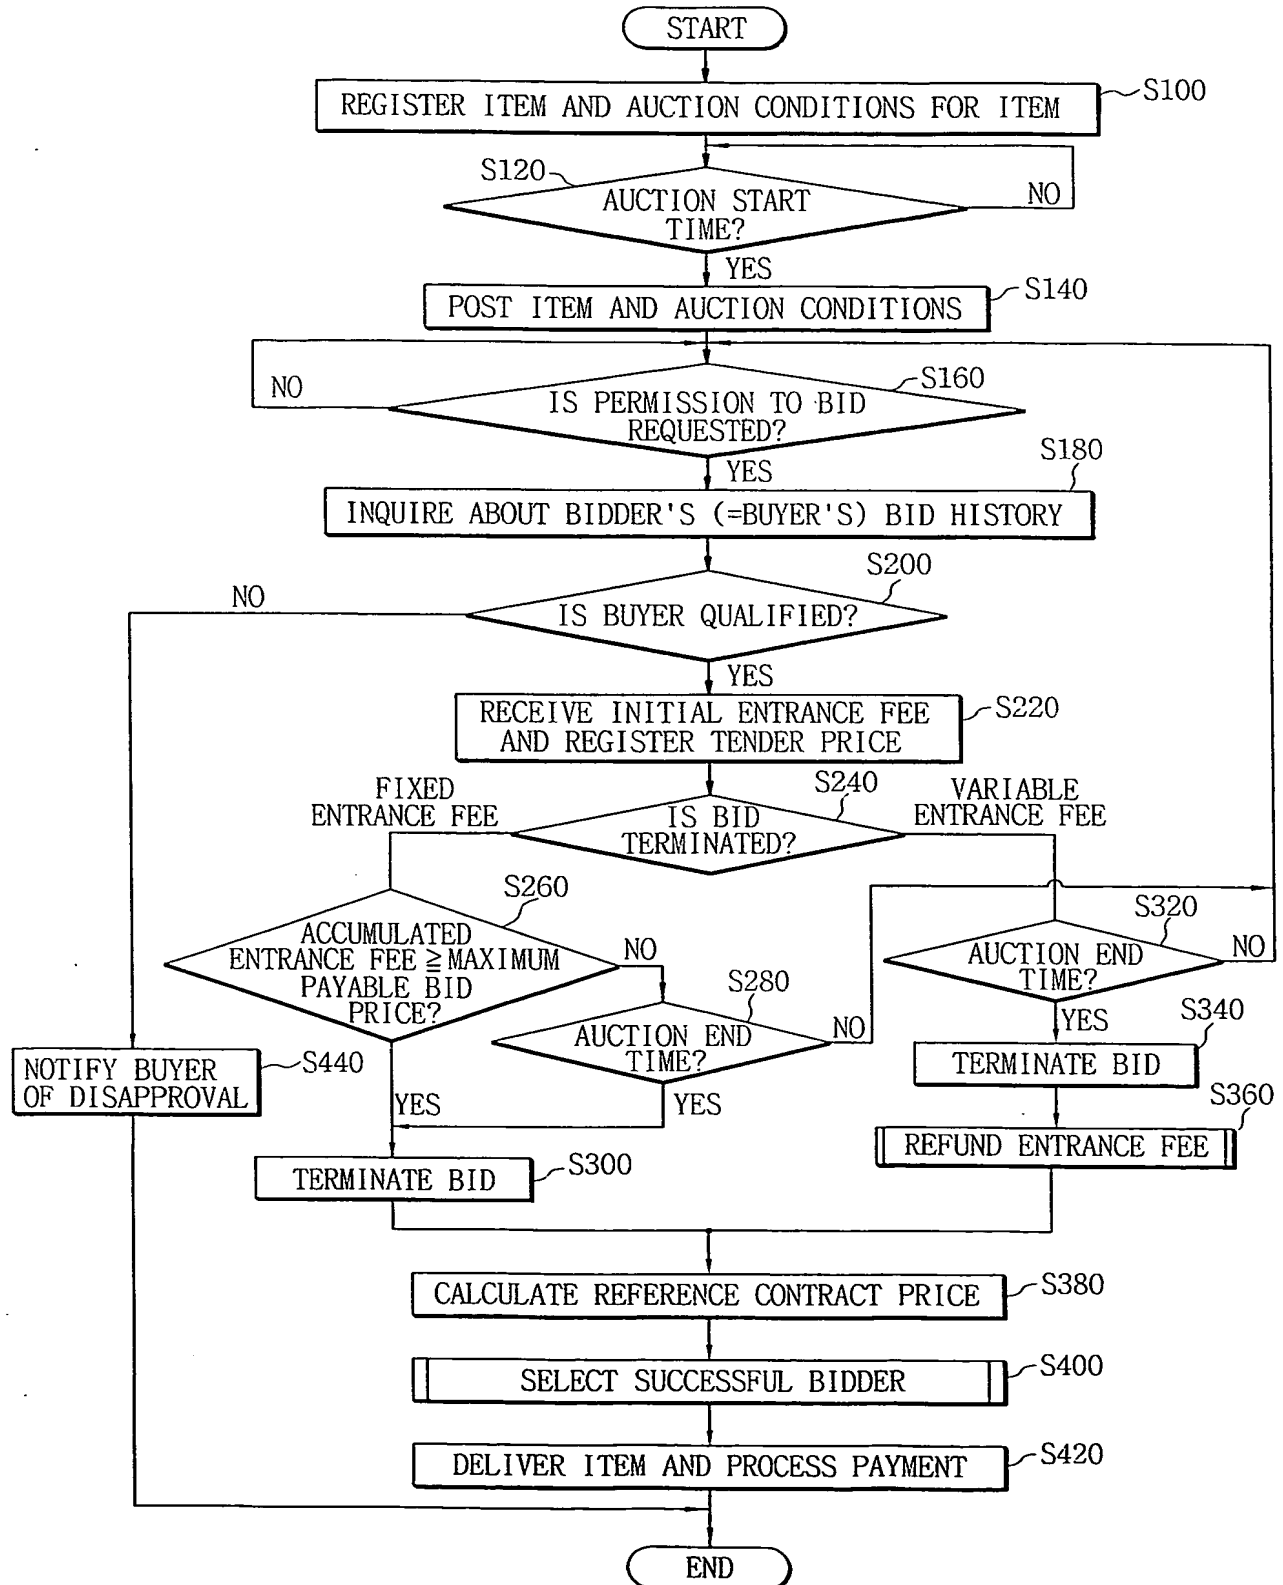 START
REGISTER ITEM AND AUCTION CONDITIONS FOR ITEM
S100
S120
AUCTION START
TIME?
NO
YES
POST ITEM AND AUCTION CONDITIONS
S140
NO
S160
IS PERMISSION TO BID
REQUESTED?
YES
S180
INQUIRE ABOUT BIDDER'S (=BUYER'S) BID HISTORY
S200
NO
IS BUYER QUALIFIED?
YES
RECEIVE INITIAL ENTRANCE FEE
AND REGISTER TENDER PRICE
S220
FIXED
ENTRANCE FEE
S240
IS BID
TERMINATED?
VARIABLE
ENTRANCE FEE
S260
ACCUMULATED
ENTRANCE FEE≧MAXIMUM
PAYABLE BID
PRICE?
NO
S280
AUCTION END
TIME?
NO
S320
AUCTION END
TIME?
NO
YES
S340
TERMINATE BID
S360
REFUND ENTRANCE FEE
NOTIFY BUYER
OF DISAPPROVAL
S440
YES
YES
TERMINATE BID
S300
CALCULATE REFERENCE CONTRACT PRICE
S380
SELECT SUCCESSFUL BIDDER
S400
DELIVER ITEM AND PROCESS PAYMENT
S420
END